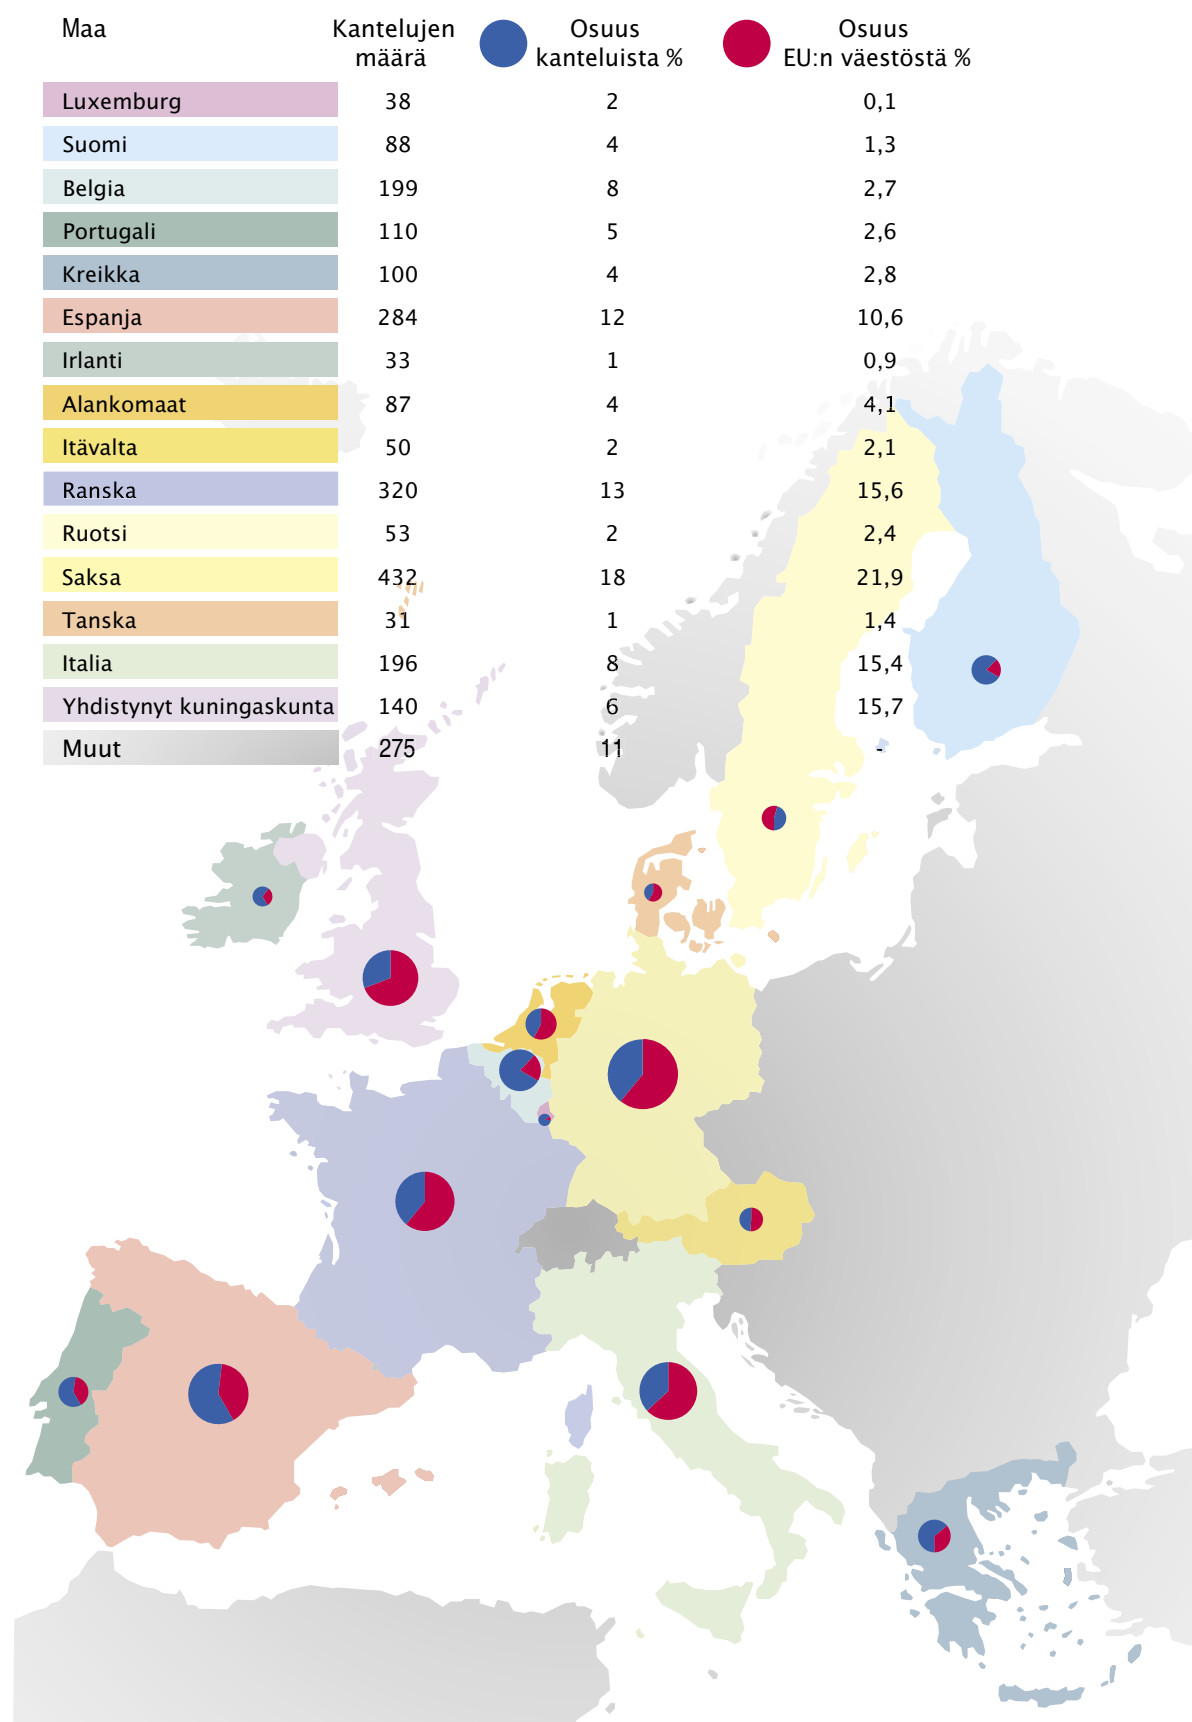 Maa Kantelujen määrä Osuus kanteluista % Osuus EU:n väestöstä %
Luxemburg 38 2 0,1
Suomi 88 4 1,3
Belgia 199 8 2,7
Portugali 110 5 2,6
Kreikka 100 4 2,8
Espanja 284 12 10,6
Irlanti 33 1 0,9
Alankomaat 87 4 4,1
Itävalta 50 2 2,1
Ranska 320 13 15,6
Ruotsi 53 2 2,4
Saksa 432 18 21,9
Tanska 31 1 1,4
Italia 196 8 15,4
Yhdistynyt kuningaskunta 140 6 15,7
Muut 275 11 -